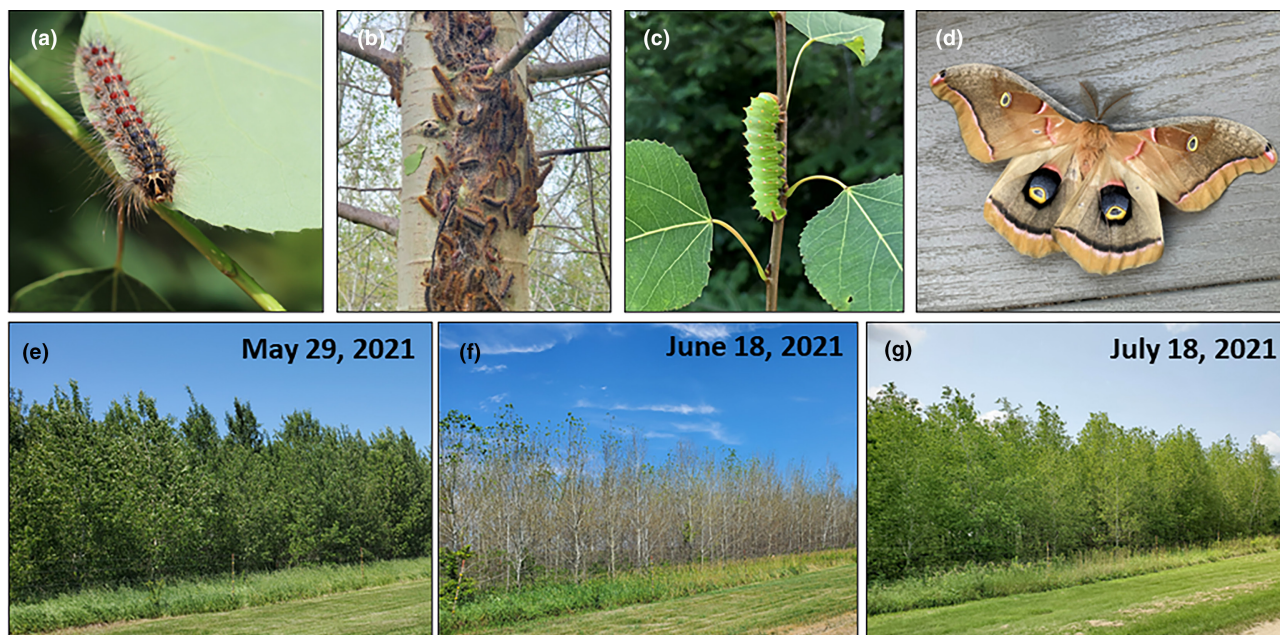 (a)
(b)
(c)
(d)
(e)
May 29, 2021
(f)
June 18, 2021
(g)
July 18, 2021